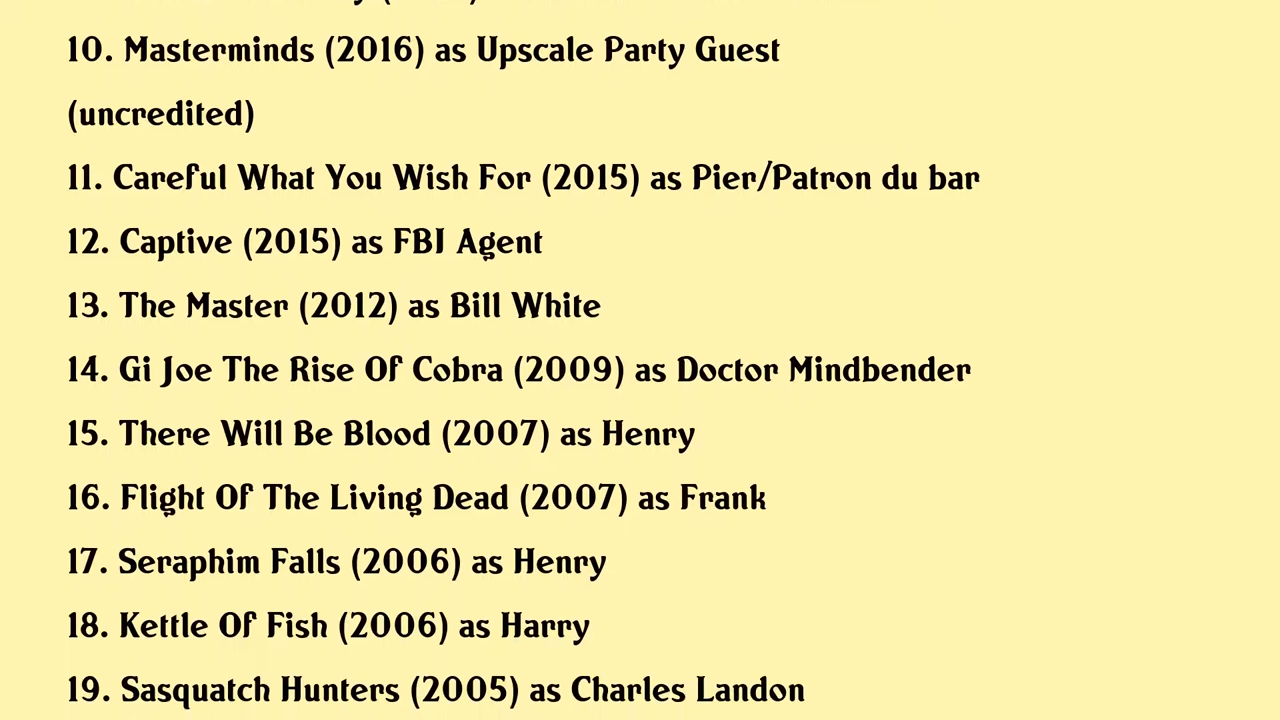 10. Masterminds (2016) as Upscale Party Guest
(uncredited)
11. Careful What You Wish For (2015) as Pier/Patron du bar
12. Captive (2015) as FBI Agent
13. The Master (2012) as Bill White
14. Gi Joe The Rise Of Cobra (2009) as Doctor Mindbender
15. There Will Be Blood (2007) as Henry
16. Flight Of The Living Dead (2007) as Frank
17. Seraphim Falls (2006) as Henry
18. Kettle Of Fish (2006) as Harry
19. Sasquatch Hunters (2005) as Charles Landon